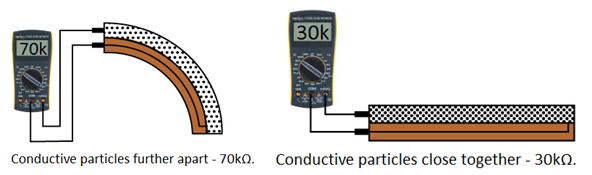 70k
30k
Conductive particles further apart - 70kΩ.
Conductive particles close together - 30kΩ.